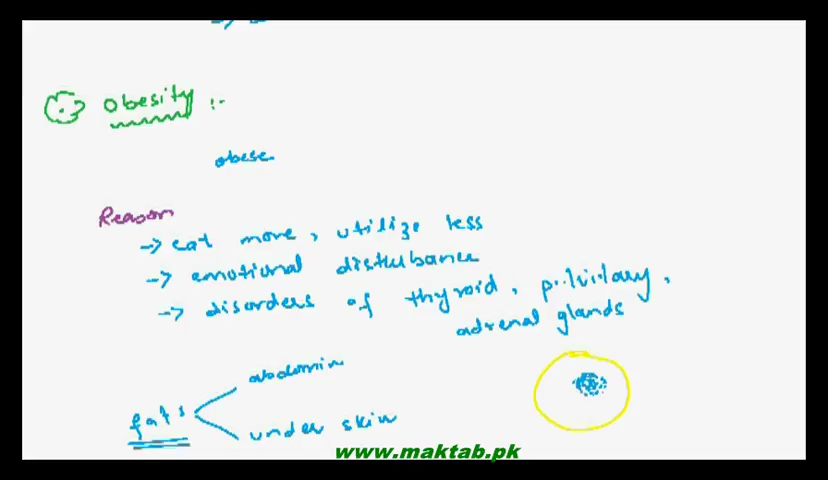 Obesity :-
obese
Reason
→ eat more, utilize less
→ emotional disturbance
→ disorders of thyroid, pituitary,
adrenal glands
abdomin
fats
under skin
www.maktab.pk